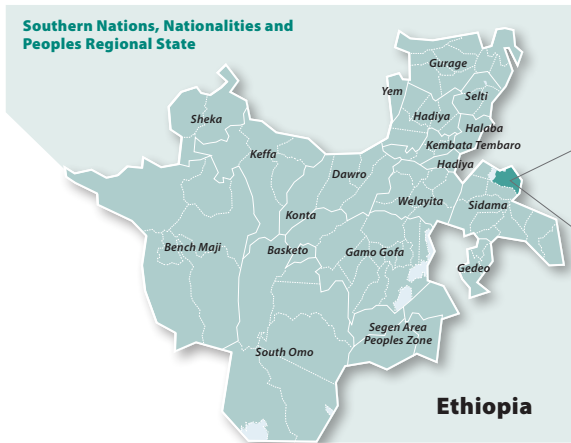 Southern Nations, Nationalities and
Peoples Regional State
Gurage
Yem
Selti
Sheka
Hadiya
Halaba
Keffa
Kembata Tembaro
Hadiya
Dawro
Welayita
Sidama
Konta
Bench Maji
Basketo
Gamo Gofa
Gedeo
Segen Area
Peoples Zone
South Omo
Ethiopia